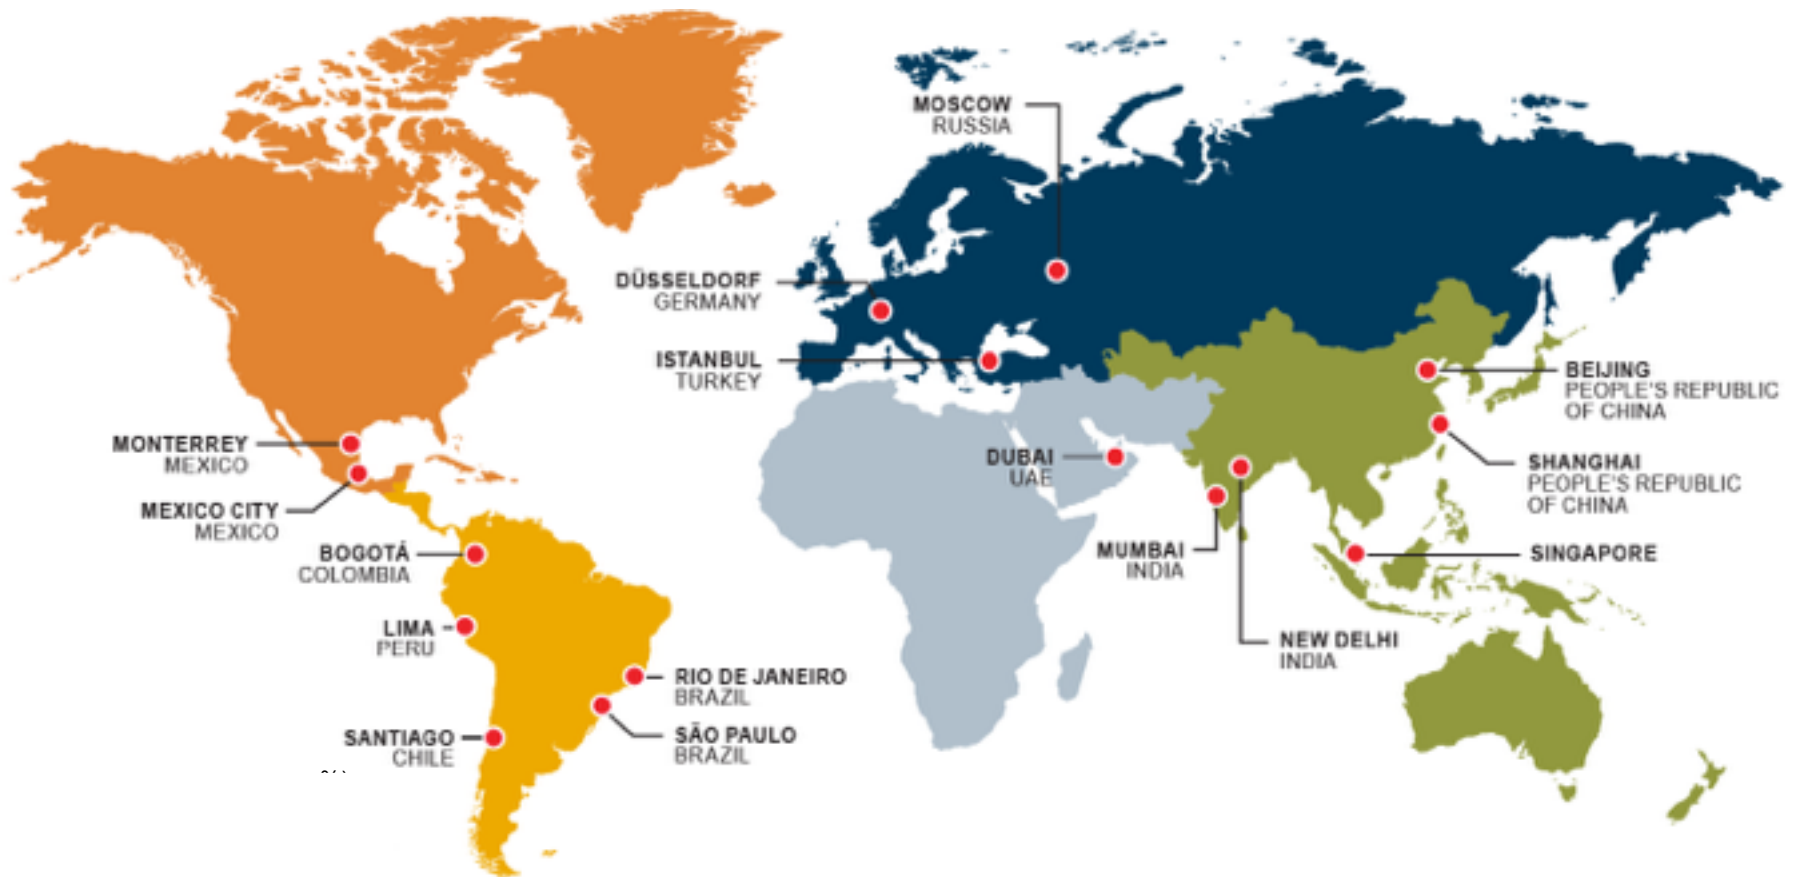 MOSCOW
RUSSIA
DÜSSELDORF
GERMANY
ISTANBUL
TURKEY
BEIJING
PEOPLE'S REPUBLIC
OF CHINA
MONTERREY
MEXICO
DUBAI
UAE
SHANGHAI
PEOPLE'S REPUBLIC
OF CHINA
MEXICO CITY
MEXICO
BOGOTÁ
COLOMBIA
MUMBAI
INDIA
SINGAPORE
LIMA
PERU
NEW DELHI
INDIA
RIO DE JANEIRO
BRAZIL
SANTIAGO
CHILE
SÃO PAULO
BRAZIL